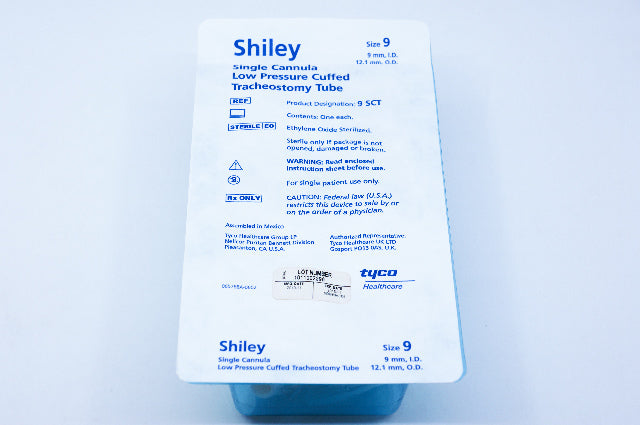 Shiley
Size 9
9 mm, I.D.
12.1 mm, O.D.
Single Cannula
Low Pressure Cuffed
Tracheostomy Tube
REF
Product Designation: 9 SCT
Contents: One each.
STERILE EO
Ethylene Oxide Sterilized.
Sterile only if package is not
opened, damaged or broken.
WARNING: Read enclosed
instruction sheet before use.
For single patient use only.
Rx ONLY
CAUTION: Federal law (U.S.A.)
restricts this device to sale by or
on the order of a physician.
Assembled in Mexico
Tyco Healthcare Group LP
Nellcor Puritan Bennett Division
Pleasanton, CA U.S.A.
Authorized Representative:
Tyco Healthcare UK LTD
Gosport PO13 0AS, U.K.
LOT NUMBER
tyco
Healthcare
Shiley
Single Cannula
Low Pressure Cuffed Tracheostomy Tube
Size 9
9 mm, I.D.
12.1 mm, O.D.